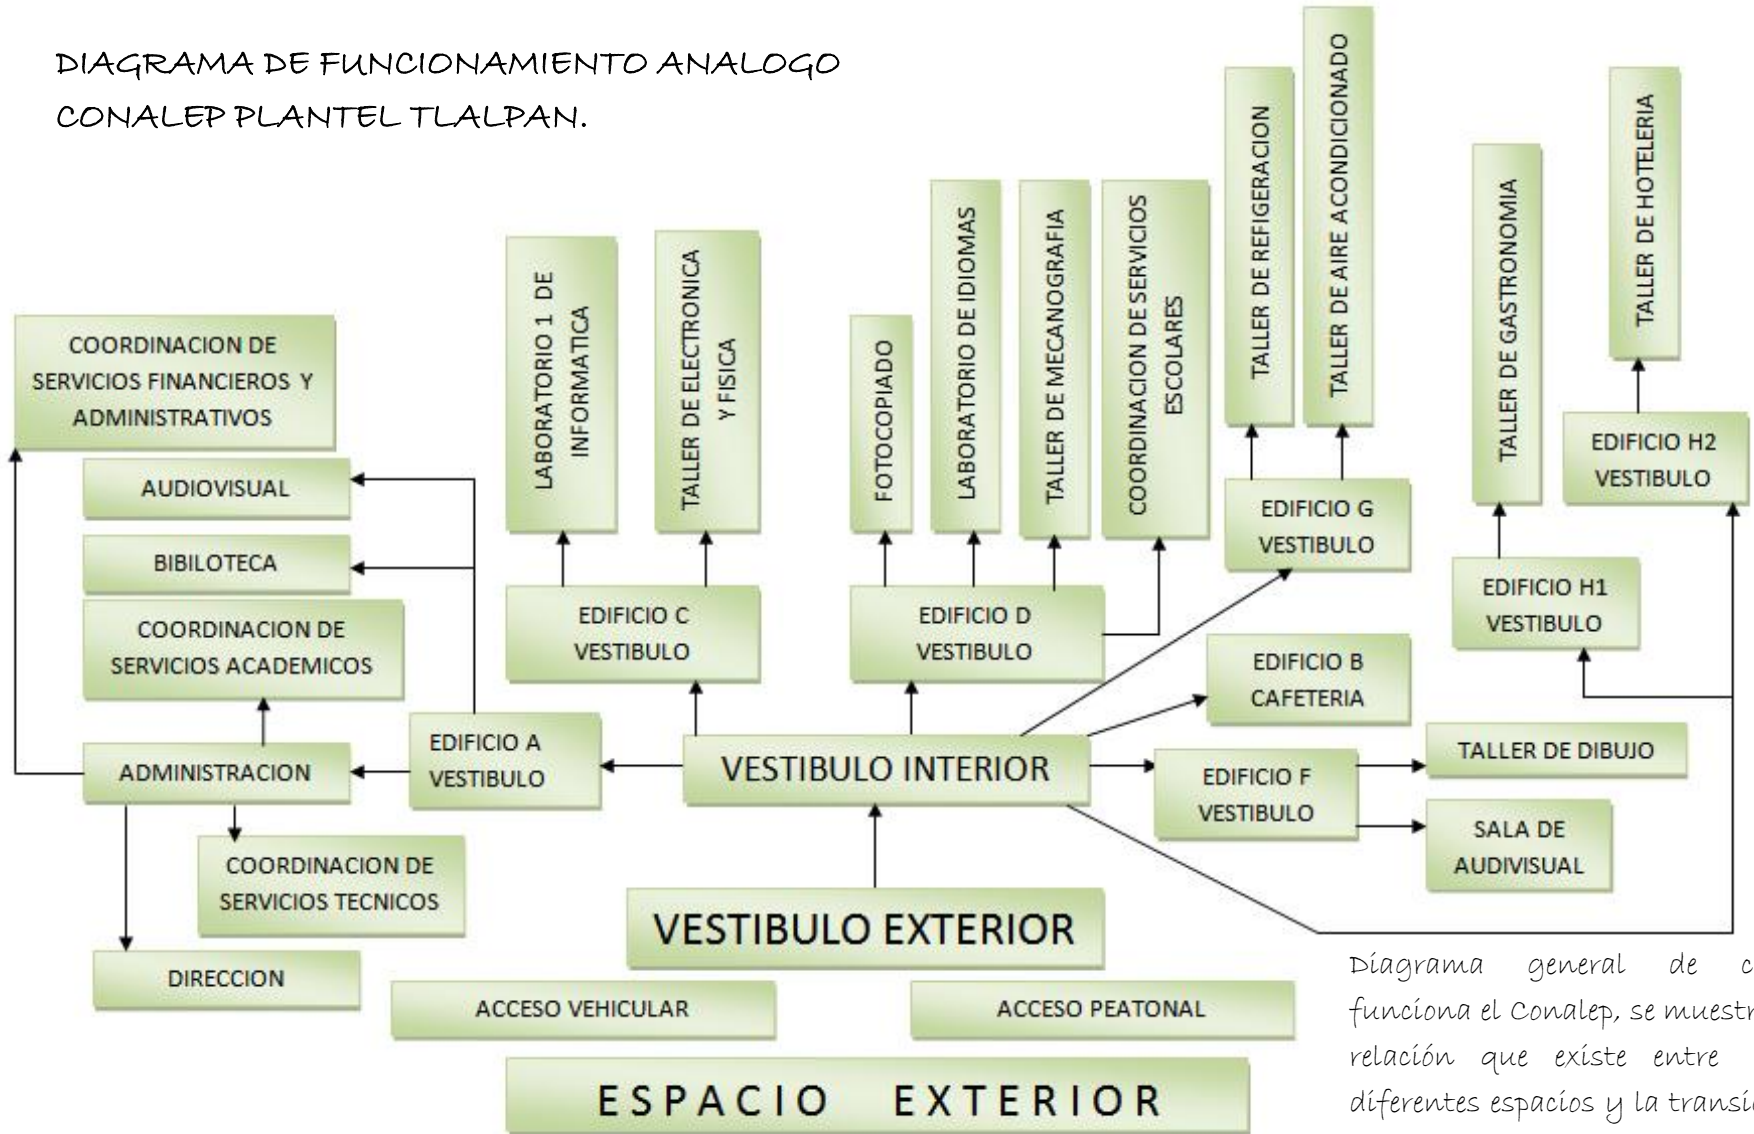 DIAGRAMA DE FUNCIONAMIENTO ANALOGO
CONALEP PLANTEL TLALPAN.
COORDINACION DE
SERVICIOS FINANCIEROS Y
ADMINISTRATIVOS
AUDIOVISUAL
BIBILOTECA
COORDINACION DE
SERVICIOS ACADEMICOS
ADMINISTRACION
COORDINACION DE
SERVICIOS TECNICOS
DIRECCION
EDIFICIO A
VESTIBULO
LABORATORIO 1 DE
INFORMATICA
TALLER DE ELECTRONICA
Y FISICA
EDIFICIO C
VESTIBULO
FOTOCOPIADO
LABORATORIO DE IDIOMAS
TALLER DE MECANOGRAFIA
COORDINACION DE SERVICIOS
ESCOLARES
EDIFICIO D
VESTIBULO
TALLER DE REFIGERACION
TALLER DE AIRE ACONDICIONADO
EDIFICIO G
VESTIBULO
TALLER DE GASTRONOMIA
EDIFICIO H1
VESTIBULO
TALLER DE HOTELERIA
EDIFICIO H2
VESTIBULO
EDIFICIO B
CAFETERIA
VESTIBULO INTERIOR
EDIFICIO F
VESTIBULO
TALLER DE DIBUJO
SALA DE
AUDIVISUAL
VESTIBULO EXTERIOR
ACCESO VEHICULAR
ACCESO PEATONAL
ESPACIO EXTERIOR
Diagrama general de
funciona el Conalep, se
relación que existe entre
diferentes espacios y la